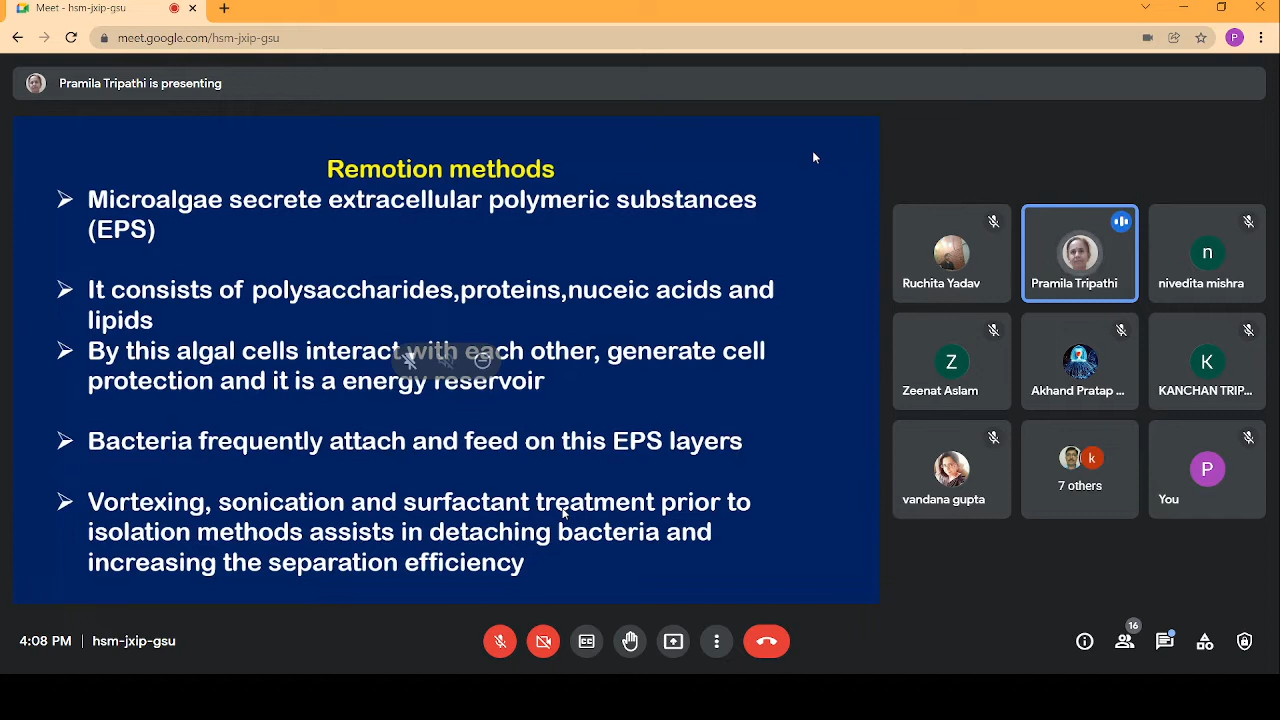 Meet - hsm-jxip-gsu
meet.google.com/hsm-jxip-gsu
P
Pramila Tripathi is presenting
Remotion methods
Microalgae secrete extracellular polymeric substances
(EPS)
It consists of polysaccharides,proteins,nuceic acids and
lipids
By this algal cells interact with each other, generate cell
protection and it is a energy reservoir
Bacteria frequently attach and feed on this EPS layers
Vortexing, sonication and surfactant treatment prior to
isolation methods assists in detaching bacteria and
increasing the separation efficiency
Ruchita Yadav
Pramila Tripathi
n
nivedita mishra
Z
Zeenat Aslam
Akhand Pratap ...
K
KANCHAN TRIP...
vandana gupta
k
7 others
P
You
4:08 PM | hsm-jxip-gsu
CC
16